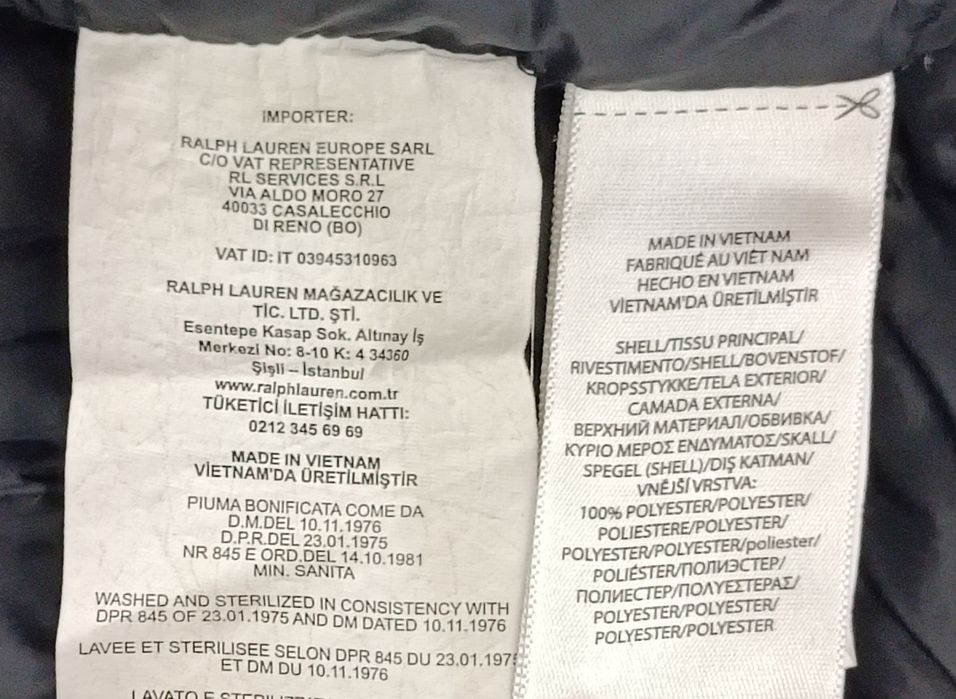 IMPORTER:
RALPH LAUREN EUROPE SARL
C/O VAT REPRESENTATIVE
RL SERVICES S.R.L
VIA ALDO MORO 27
40033 CASALECCHIO
DI RENO (BO)
VAT ID: IT 03945310963
RALPH LAUREN MAĞAZACILIK VE
TİC. LTD. ŞTİ.
Esentepe Kasap Sok. Altınay İş
Merkezi No: 8-10 K: 4 34360
Şişli – İstanbul
www.ralphlauren.com.tr
TÜKETİCİ İLETİŞİM HATTI:
0212 345 69 69
MADE IN VIETNAM
VİETNAM'DA ÜRETİLMİŞTİR
PIUMA BONIFICATA COME DA
D.M.DEL 10.11.1976
D.P.R.DEL 23.01.1975
NR 845 E ORD.DEL 14.10.1981
MIN. SANITA
WASHED AND STERILIZED IN CONSISTENCY WITH
DPR 845 OF 23.01.1975 AND DM DATED 10.11.1976
LAVEE ET STERILISEE SELON DPR 845 DU 23.01.1975
ET DM DU 10.11.1976
LAVATO E
MADE IN VIETNAM
FABRIQUÉ AU VIÊT NAM
HECHO EN VIETNAM
VİETNAM'DA ÜRETİLMİŞTİR
SHELL/TISSU PRINCIPAL/
RIVESTIMENTO/SHELL/BOVENSTOF/
KROPSSTYKKE/TELA EXTERIOR/
CAMADA EXTERNA/
ВЕРХНИЙ МАТЕРИАЛ/ОБВИВКА/
ΚΥΡΙΟ ΜΕΡΟΣ ΕΝΔΥΜΑΤΟΣ/SKALL/
SPEGEL (SHELL)/DIŞ KATMAN/
VNĚJŠÍ VRSTVA:
100% POLYESTER/POLYESTER/
POLIESTERE/POLYESTER/
POLYESTER/POLYESTER/poliester/
POLIÉSTER/ПОЛИЭСТЕР/
ПОЛИЕСТЕР/ΠΟΛΥΕΣΤΕΡΑΣ/
POLYESTER/POLYESTER/
POLYESTER/POLYESTER